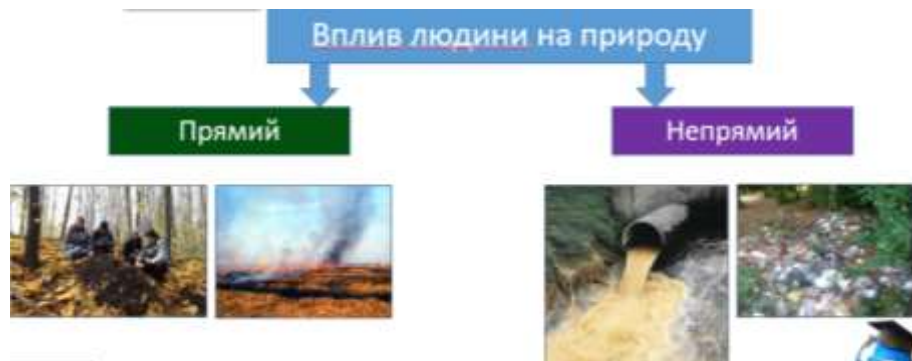 Вплив людини на природу
Прямий
Непрямий